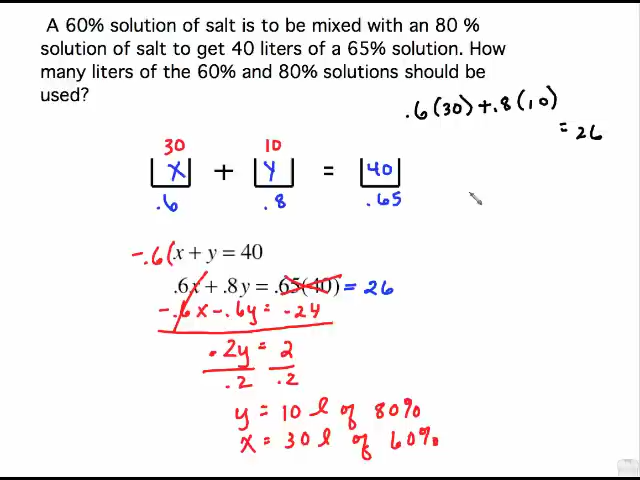 A 60% solution of salt is to be mixed with an 80 %
solution of salt to get 40 liters of a 65% solution. How
many liters of the 60% and 80% solutions should be
used?
.6(30)+.8(10)
= 26
30 10
x + y = 40
.6 .8 .65
-.6(x + y = 40
.6x + .8y = .65(40) = 26
-.6x -.6y = -24
.2y = 2
.2 .2
y = 10 l of 80%
x = 30 l of 60%